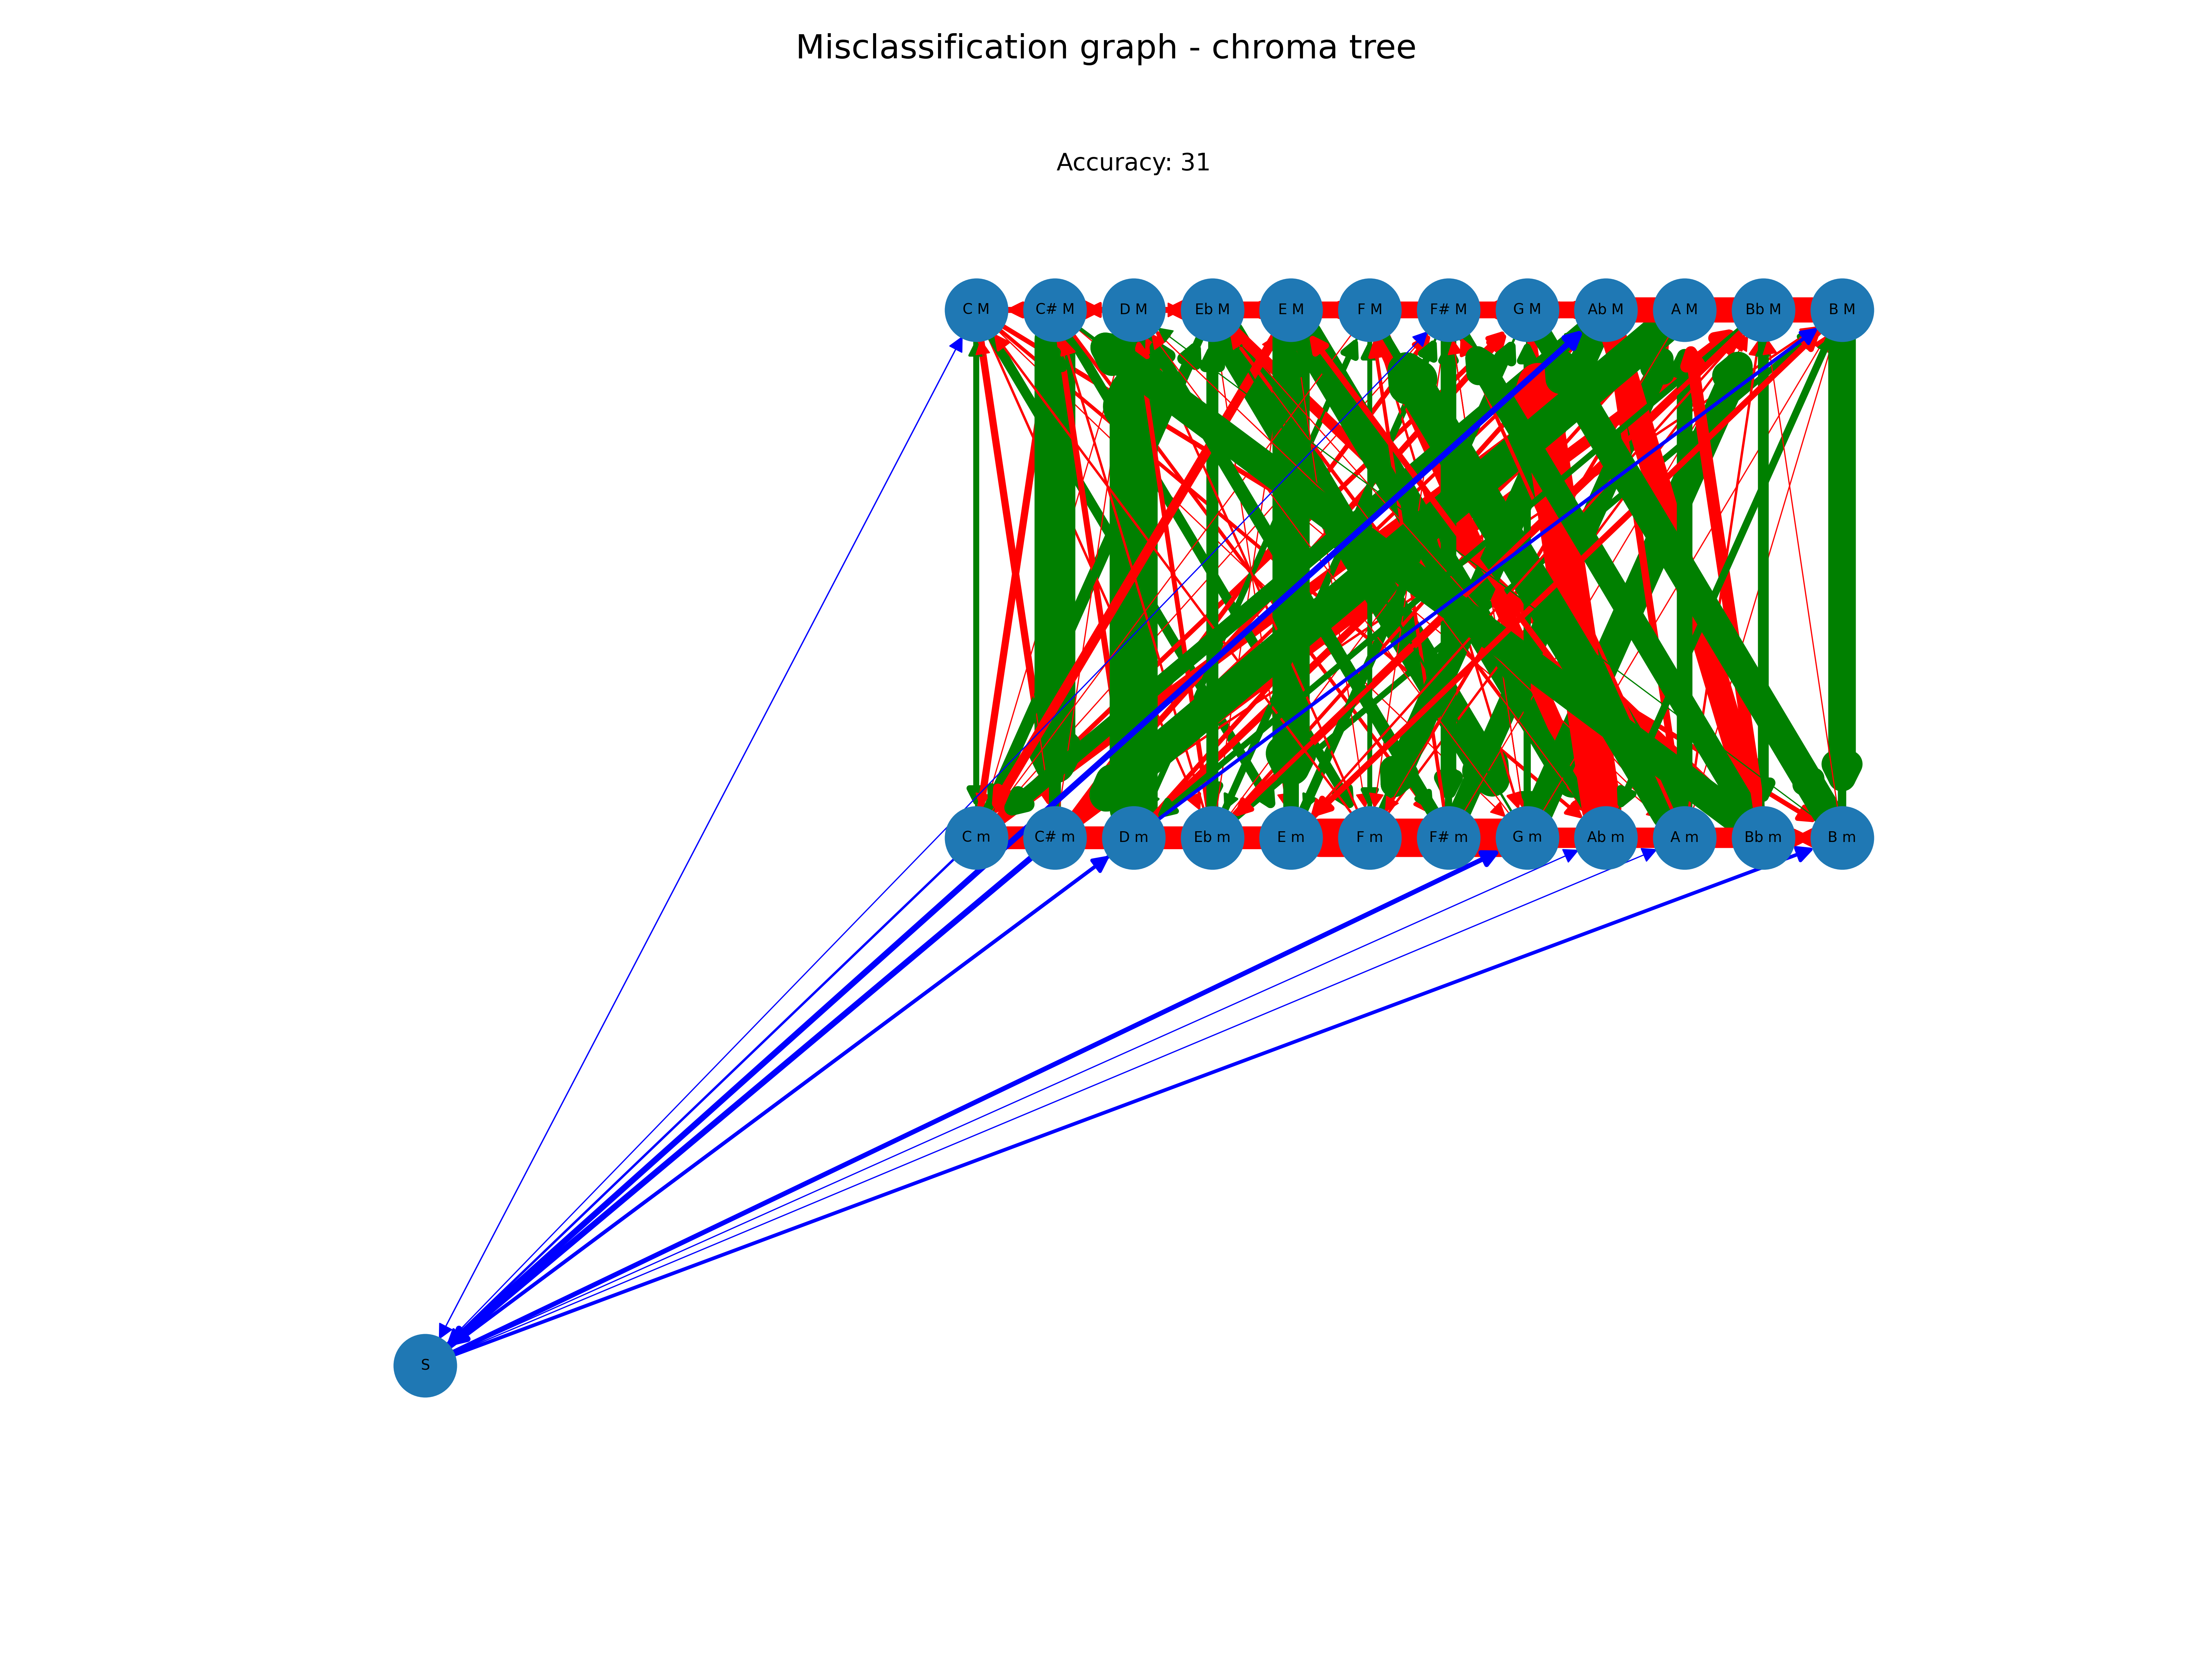 Misclassification graph - chroma tree
Accuracy: 31
C M C# M D M Eb M E M F M F# M G M Ab M A M Bb M B M
C m C# m D m Eb m E m F m F# m G m Ab m A m Bb m B m
S